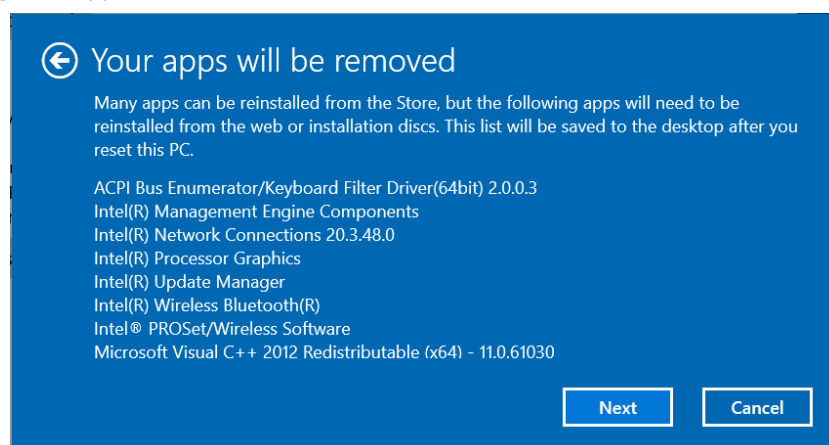 Your apps will be removed
Many apps can be reinstalled from the Store, but the following apps will need to be
reinstalled from the web or installation discs. This list will be saved to the desktop after you
reset this PC.
ACPI Bus Enumerator/Keyboard Filter Driver(64bit) 2.0.0.3
Intel(R) Management Engine Components
Intel(R) Network Connections 20.3.48.0
Intel(R) Processor Graphics
Intel(R) Update Manager
Intel(R) Wireless Bluetooth(R)
Intel® PROSet/Wireless Software
Microsoft Visual C++ 2012 Redistributable (x64) - 11.0.61030
Next
Cancel